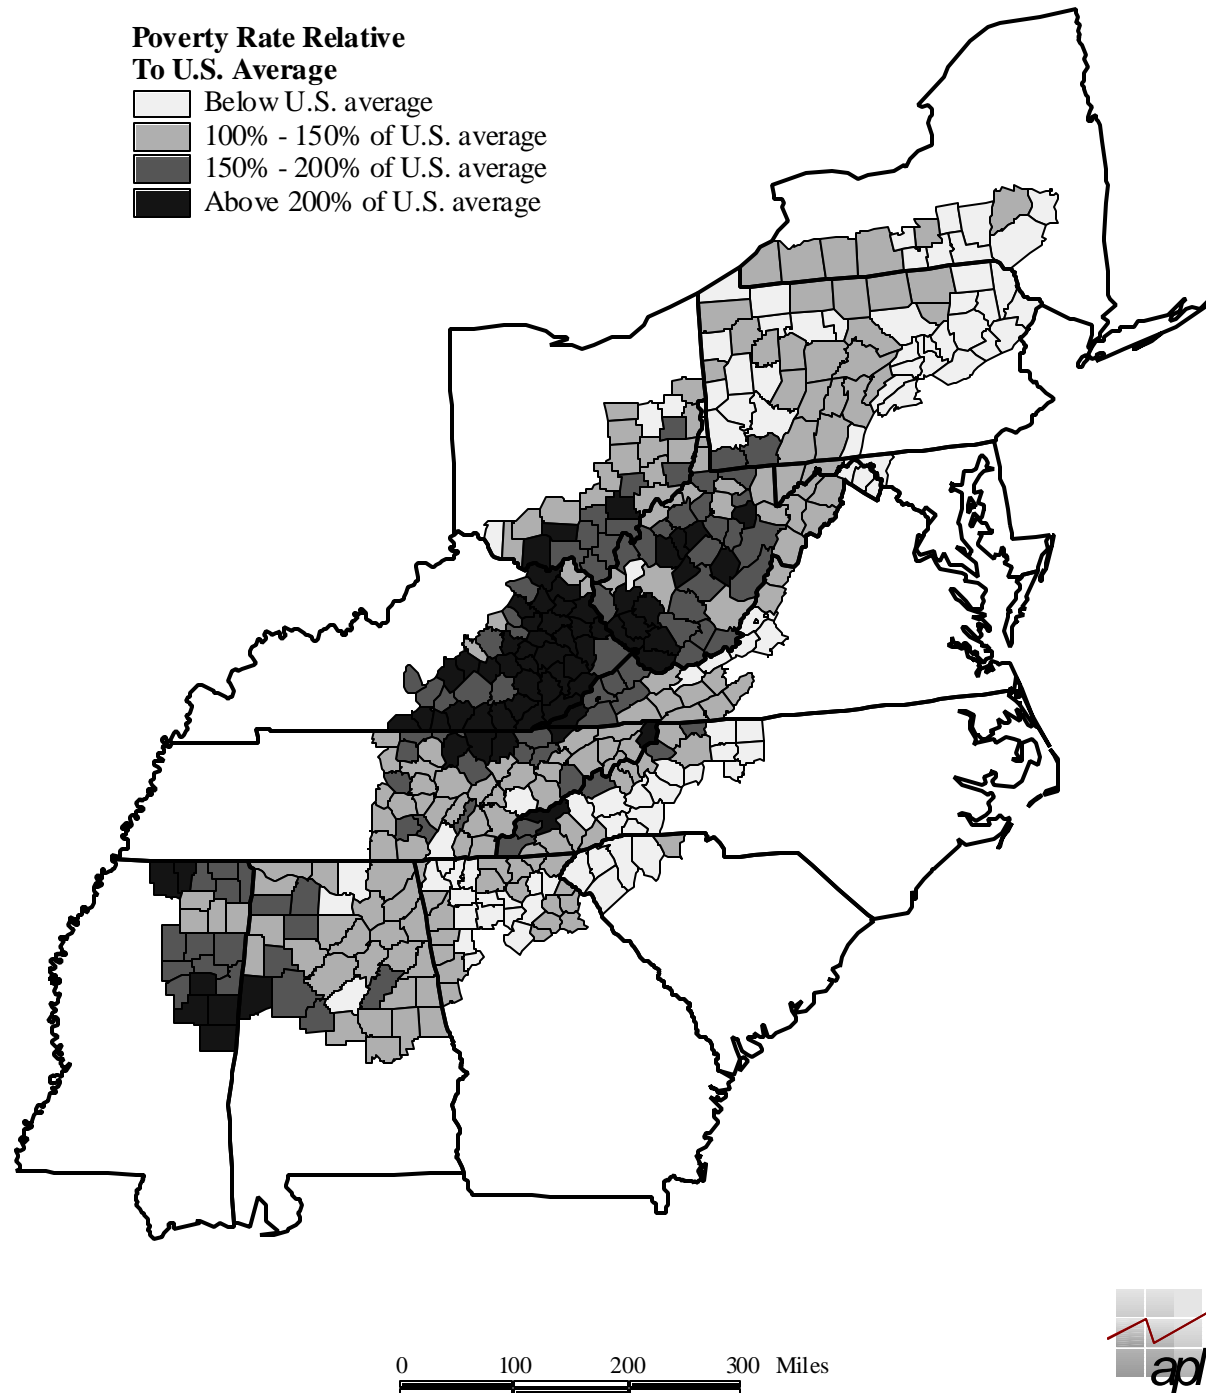 Poverty Rate Relative
To U.S. Average
Below U.S. average
100% - 150% of U.S. average
150% - 200% of U.S. average
Above 200% of U.S. average
0 100 200 300 Miles
apl